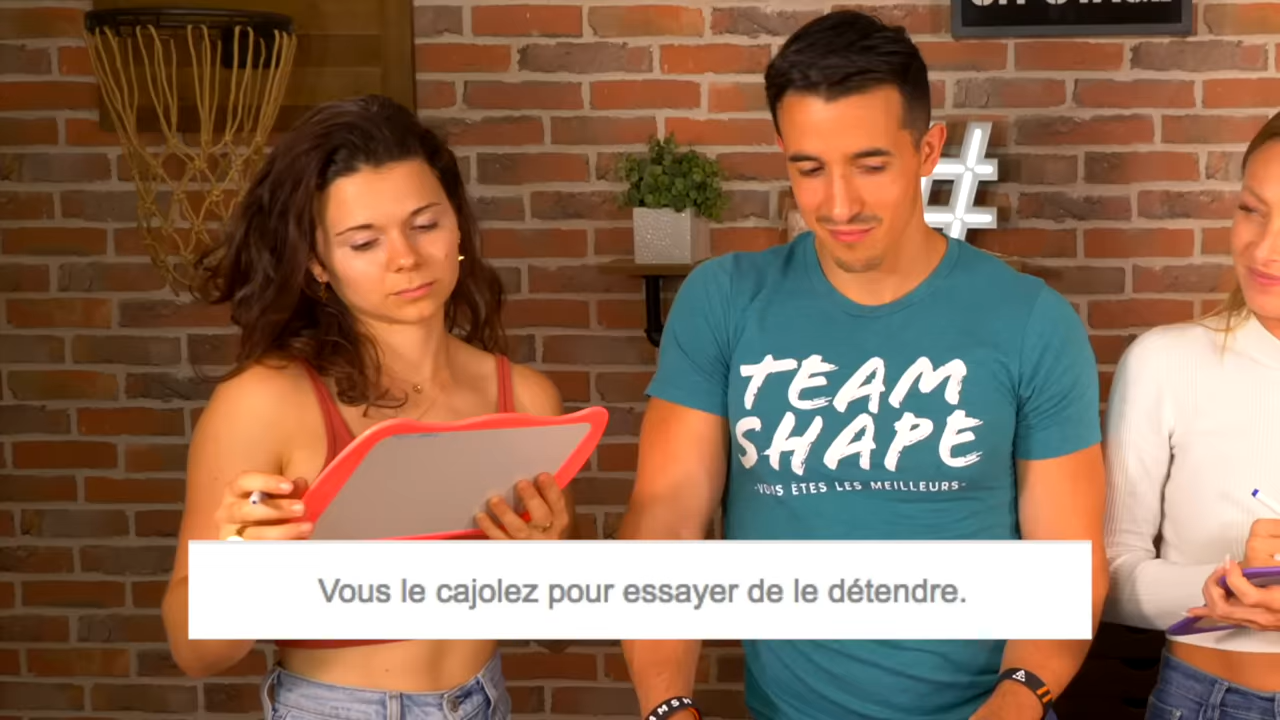 TEAM
SHAPE
-VOUS ÊTES LES MEILLEURS-
Vous le cajolez pour essayer de le détendre.